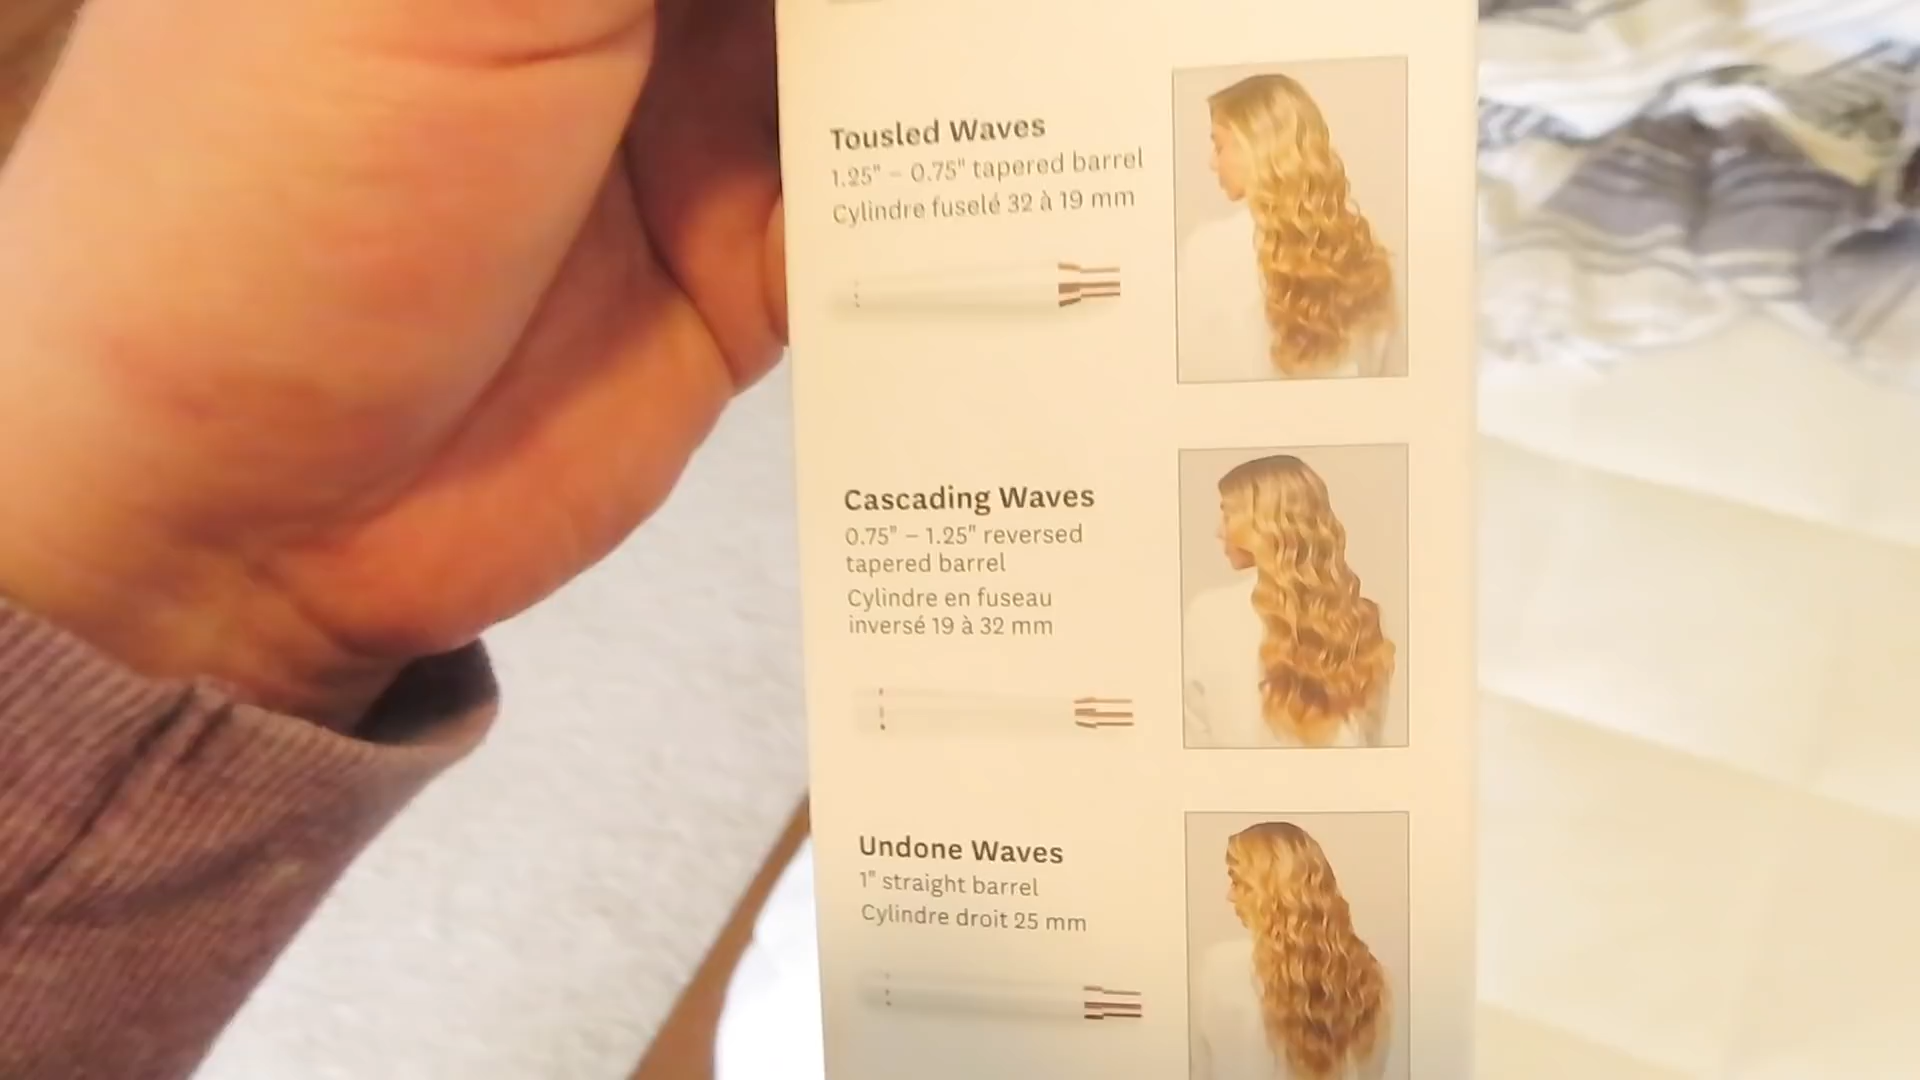 Tousled Waves
1.25" – 0.75" tapered barrel
Cylindre fuselé 32 à 19 mm
Cascading Waves
0.75" – 1.25" reversed
tapered barrel
Cylindre en fuseau
inversé 19 à 32 mm
Undone Waves
1" straight barrel
Cylindre droit 25 mm